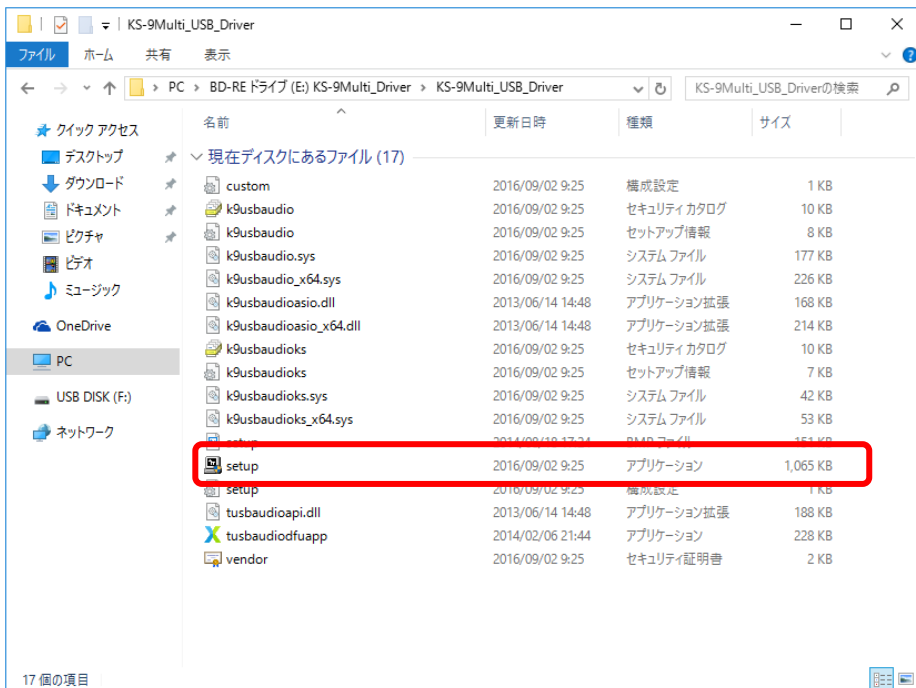 KS-9Multi_USB_Driver
ファイル ホーム 共有 表示
PC > BD-RE ドライブ (E:) KS-9Multi_Driver > KS-9Multi_USB_Driver KS-9Multi_USB_Driverの検索
名前 更新日時 種類 サイズ
クイック アクセス
デスクトップ
ダウンロード
ドキュメント
ピクチャ
ビデオ
ミュージック
OneDrive
PC
USB DISK (F:)
ネットワーク
現在ディスクにあるファイル (17)
custom 2016/09/02 9:25 構成設定 1 KB
k9usbaudio 2016/09/02 9:25 セキュリティ カタログ 10 KB
k9usbaudio 2016/09/02 9:25 セットアップ情報 8 KB
k9usbaudio.sys 2016/09/02 9:25 システム ファイル 177 KB
k9usbaudio_x64.sys 2016/09/02 9:25 システム ファイル 226 KB
k9usbaudioasio.dll 2013/06/14 14:48 アプリケーション拡張 168 KB
k9usbaudioasio_x64.dll 2013/06/14 14:48 アプリケーション拡張 214 KB
k9usbaudioks 2016/09/02 9:25 セキュリティ カタログ 10 KB
k9usbaudioks 2016/09/02 9:25 セットアップ情報 7 KB
k9usbaudioks.sys 2016/09/02 9:25 システム ファイル 42 KB
k9usbaudioks_x64.sys 2016/09/02 9:25 システム ファイル 53 KB
setup 2014/09/18 17:24 BMP ファイル 151 KB
setup 2016/09/02 9:25 アプリケーション 1,065 KB
setup 2016/09/02 9:25 構成設定 1 KB
tusbaudioapi.dll 2013/06/14 14:48 アプリケーション拡張 188 KB
tusbaudiodfuapp 2014/02/06 21:44 アプリケーション 228 KB
vendor 2016/09/02 9:25 セキュリティ証明書 2 KB
17 個の項目